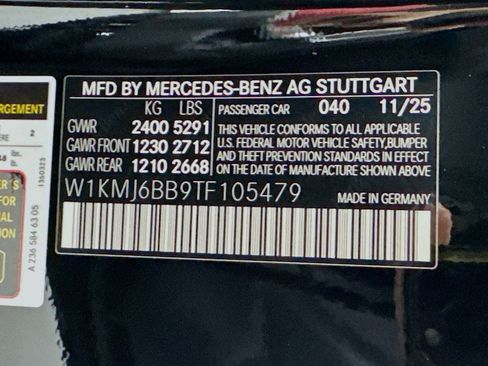 MFD BY MERCEDES-BENZ AG STUTTGART
KG LBS
PASSENGER CAR 040 11/25
GVWR 2400 5291
GAWR FRONT 1230 2712
GAWR REAR 1210 2668
THIS VEHICLE CONFORMS TO ALL APPLICABLE
U.S. FEDERAL MOTOR VEHICLE SAFETY,BUMPER
AND THEFT PREVENTION STANDARDS IN EFFECT
ON THE DATE OF MANUFACTURE SHOWN ABOVE
W1KMJ6BB9TF105479
MADE IN GERMANY
RGEMENT
2
A 236 584 63 05